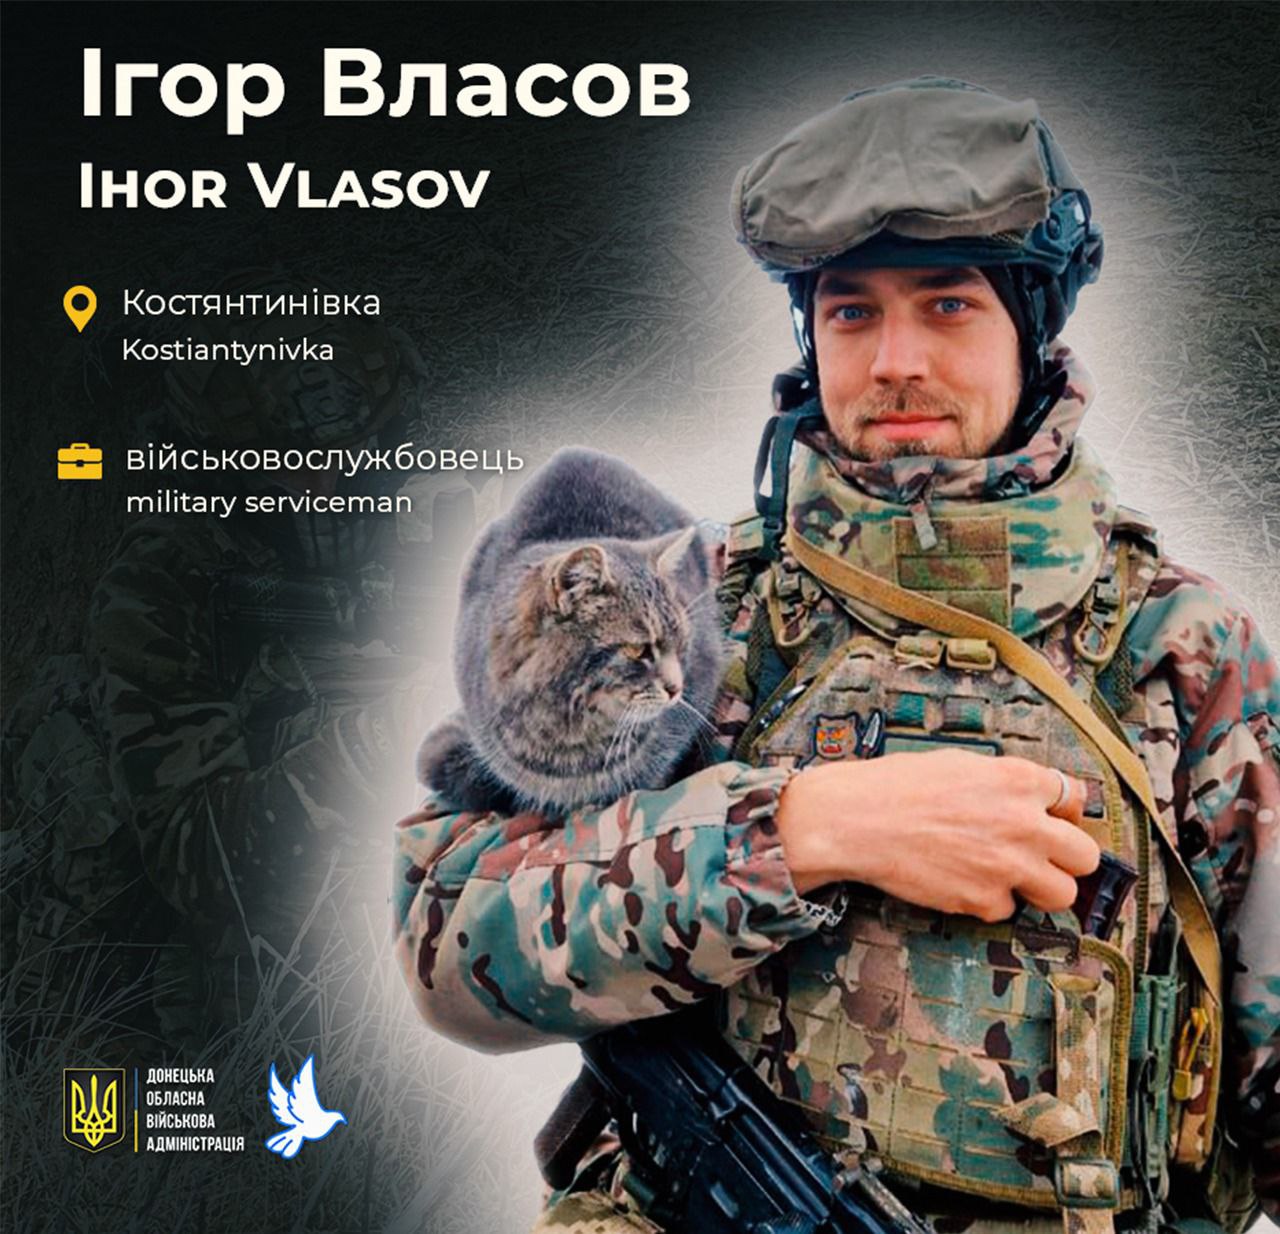 Ігор Власов
Ihor Vlasov
Костянтинівка
Kostiantynivka
військовослужбовець
military serviceman
ДОНЕЦЬКА
ОБЛАСНА
ВІЙСЬКОВА
АДМІНІСТРАЦІЯ